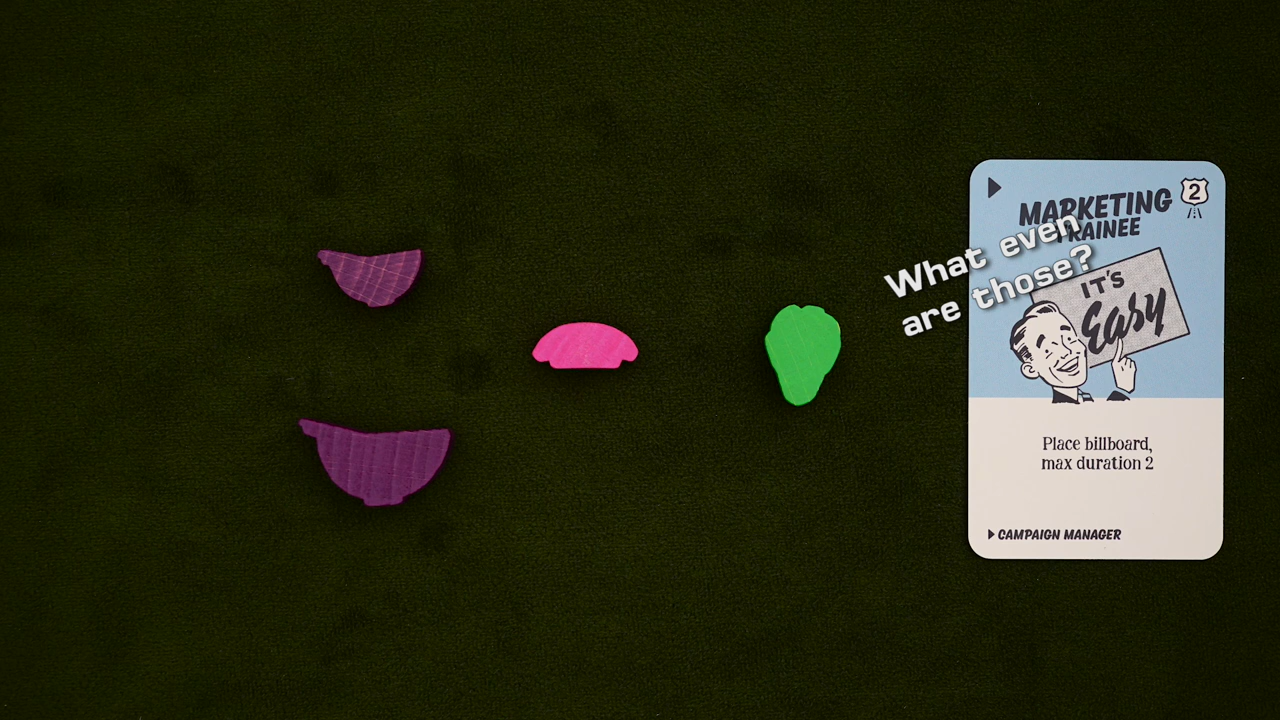 2
MARKETING
TRAINEE
What even
are those?
IT'S
Easy
Place billboard,
max duration 2
CAMPAIGN MANAGER